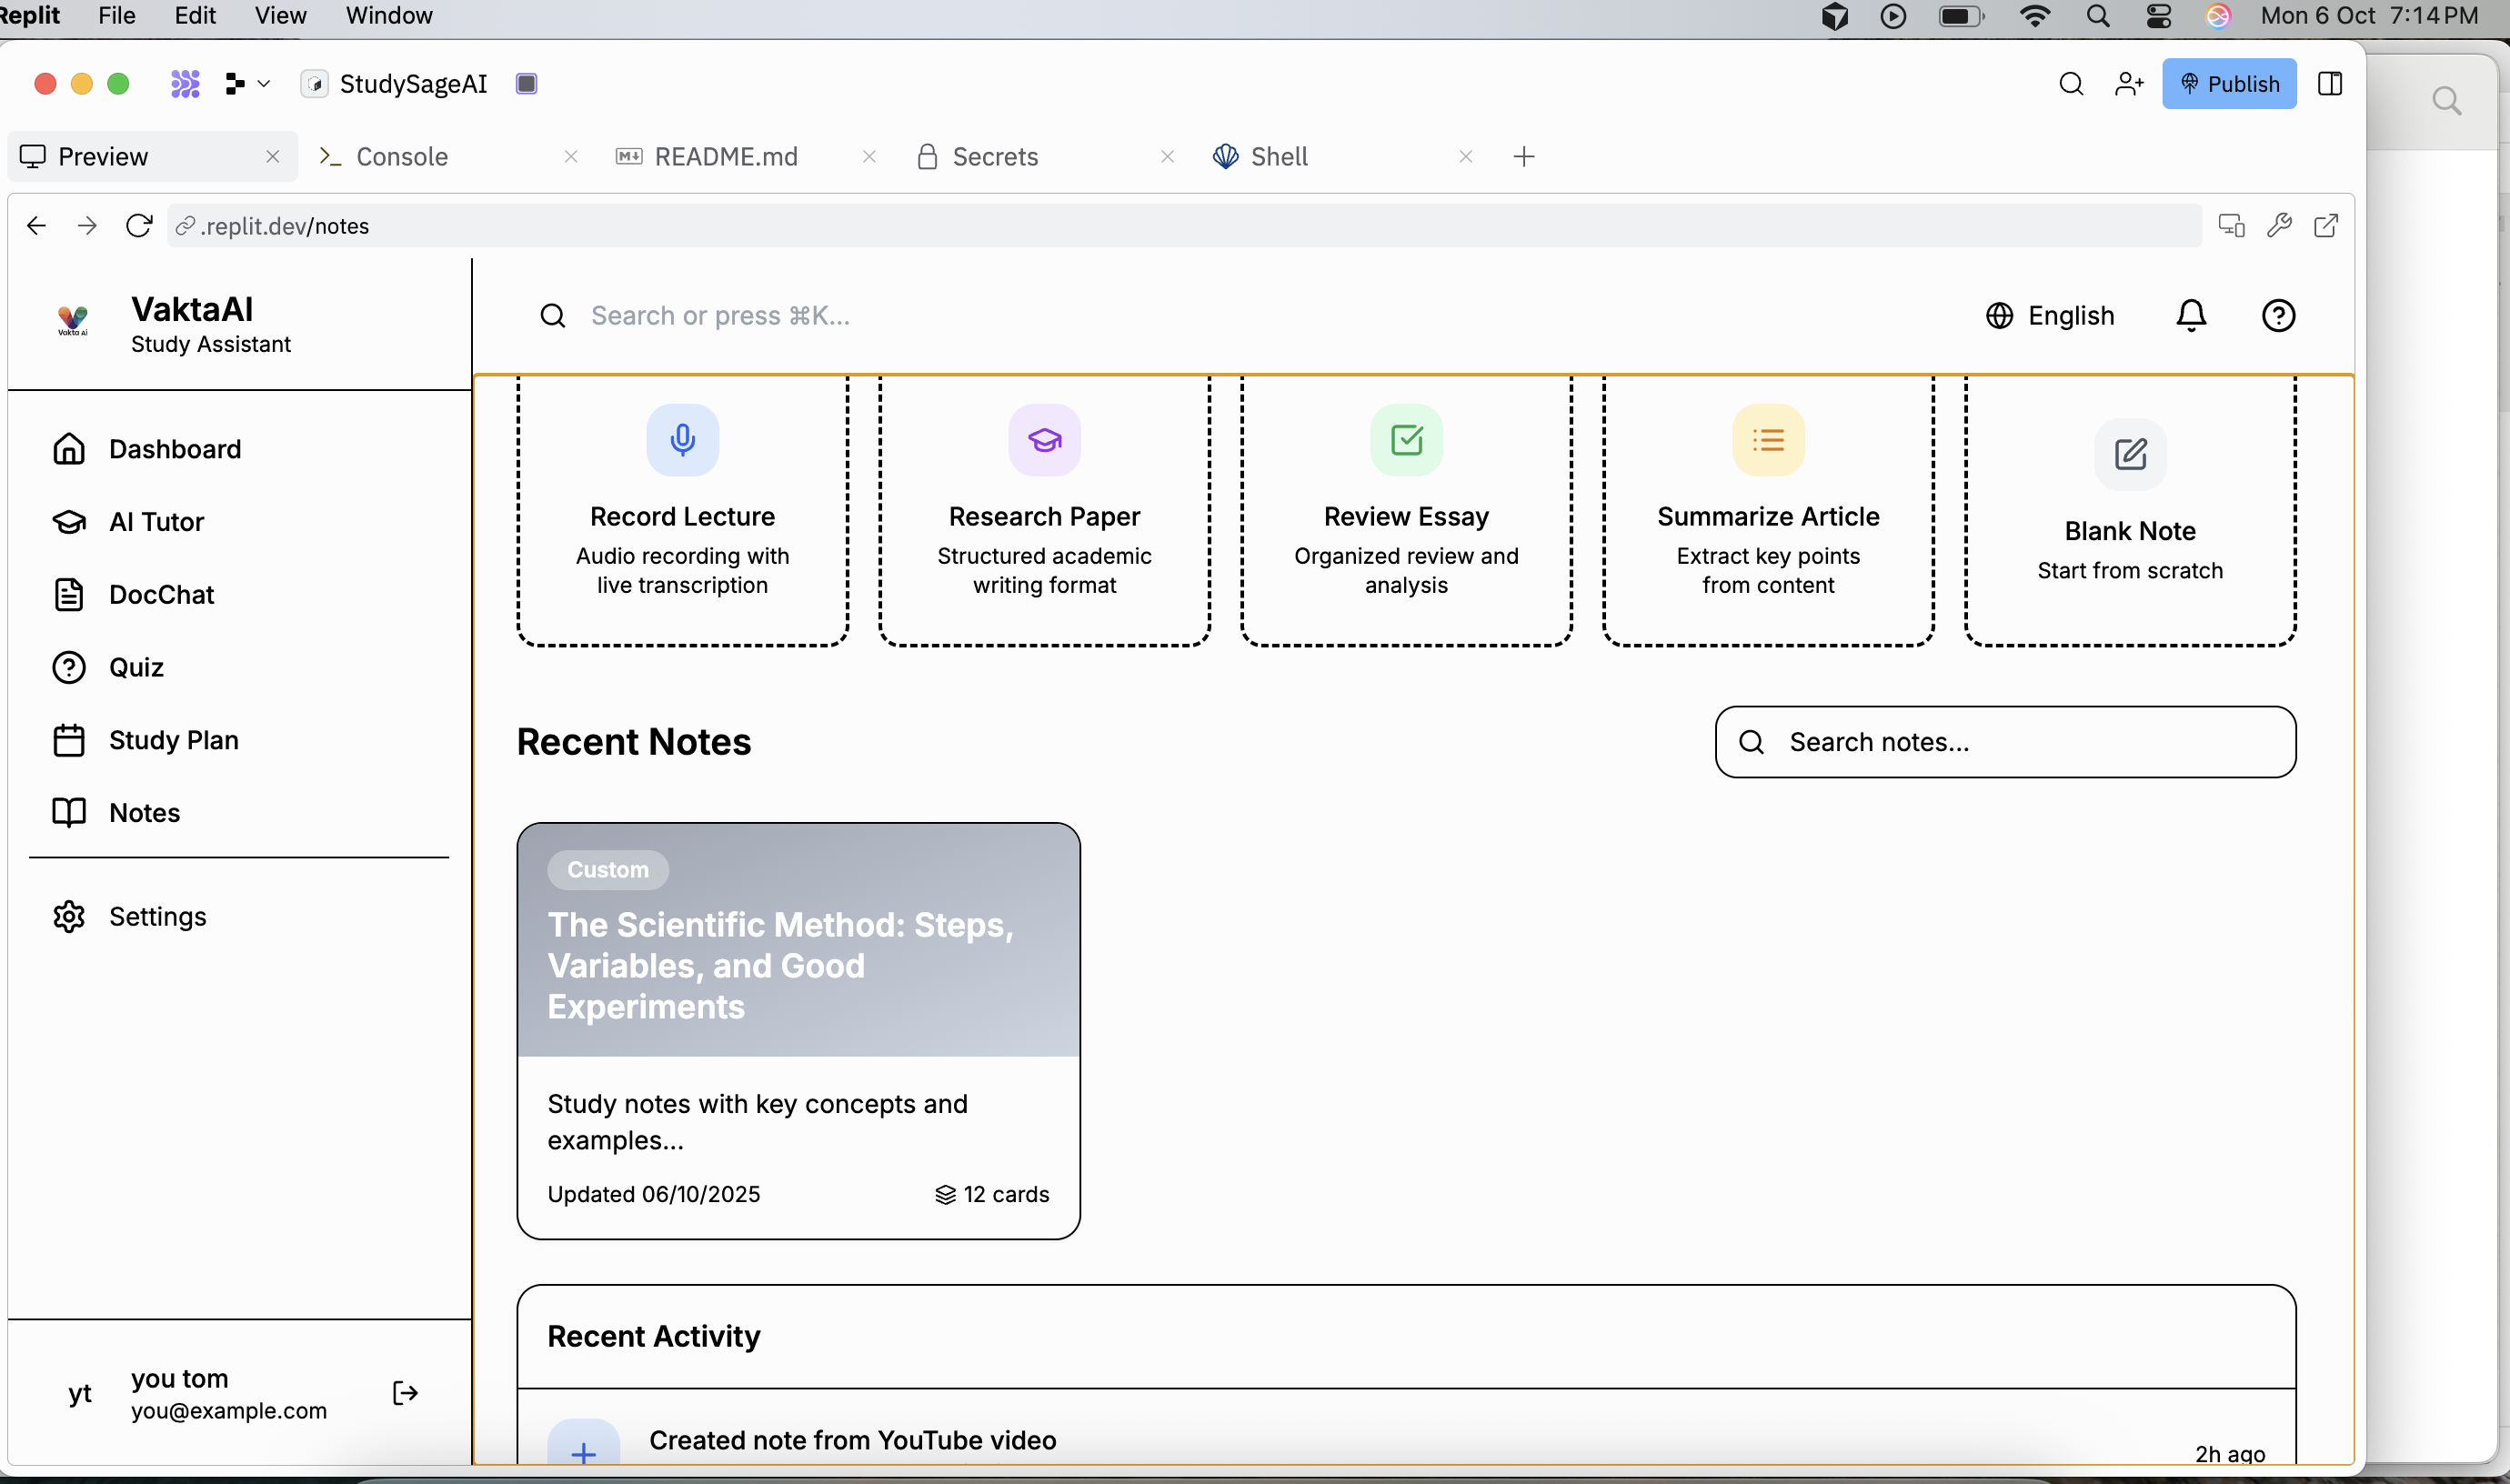 Replit File Edit View Window Mon 6 Oct 7:14 PM
StudySageAI Publish
Preview Console README.md Secrets Shell
.replit.dev/notes
VaktaAI
Study Assistant
Vakta Ai
Search or press ⌘K...
English
Dashboard
AI Tutor
DocChat
Quiz
Study Plan
Notes
Settings
you tom
yt
you@example.com
Record Lecture
Audio recording with
live transcription
Research Paper
Structured academic
writing format
Review Essay
Organized review and
analysis
Summarize Article
Extract key points
from content
Blank Note
Start from scratch
Recent Notes
Search notes...
Custom
The Scientific Method: Steps,
Variables, and Good
Experiments
Study notes with key concepts and
examples...
Updated 06/10/2025 12 cards
Recent Activity
Created note from YouTube video
2h ago